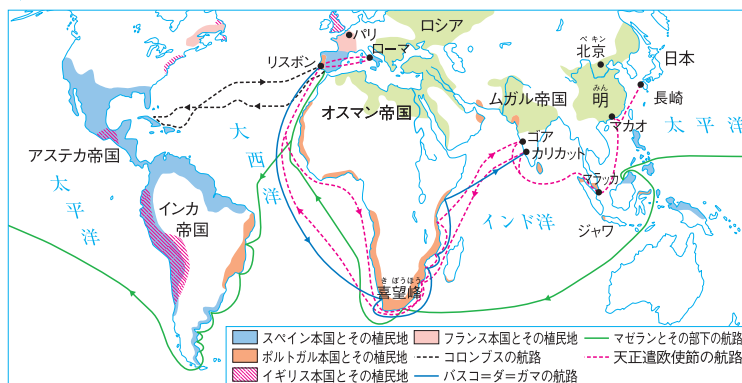 ロシア
パリ
ローマ
リスボン
ペキン
北京
日本
みん
明
長崎
マカオ
オスマン帝国
ムガル帝国
ゴア
カリカット
マラッカ
ジャワ
アステカ帝国
インカ
帝国
大西洋
太平洋
太平洋
インド洋
きぼうほう
喜望峰
スペイン本国とその植民地
ポルトガル本国とその植民地
イギリス本国とその植民地
フランス本国とその植民地
コロンブスの航路
バスコ=ダ=ガマの航路
マゼランとその部下の航路
天正遣欧使節の航路